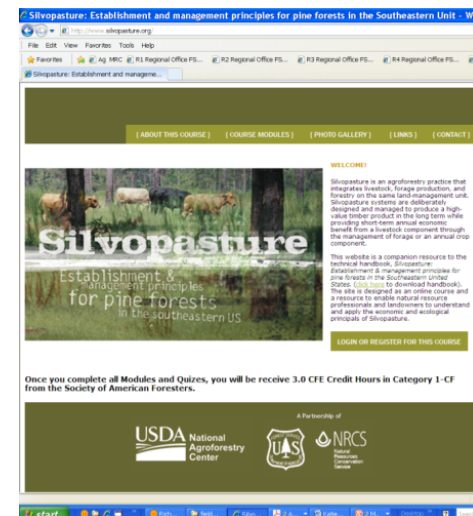 Silvopasture: Establishment and management principles for pine forests in the Southeastern Unit - W
http://www.silvopasture.org/
File Edit View Favorites Tools Help
Favorites Ag MRC R1 Regional Office FS... R2 Regional Office FS... R3 Regional Office FS... R4 Regional Office FS...
Silvopasture: Establishment and manageme...
( ABOUT THIS COURSE ) ( COURSE MODULES ) ( PHOTO GALLERY ) ( LINKS ) ( CONTACT )
WELCOME!
Silvopasture is an agroforestry practice that
integrates livestock, forage production, and
forestry on the same land-management unit.
Silvopasture systems are deliberately
designed and managed to produce a high-
value timber product in the long term while
providing short-term annual economic
benefit from a livestock component through
the management of forage or an annual crop
component.
This website is a companion resource to the
technical handbook, Silvopasture:
Establishment & management principles for
pine forests in the Southeastern United
States. (click here to download handbook).
The site is designed as an online course and
a resource to enable natural resource
professionals and landowners to understand
and apply the economic and ecological
principals of Silvopasture.
LOGIN OR REGISTER FOR THIS COURSE
Silvopasture
Establishment &
management principles
for pine forests
in the southeastern US
Once you complete all Modules and Quizes, you will be receive 3.0 CFE Credit Hours in Category 1-CF
from the Society of American Foresters.
A Partnership of
USDA National
Agroforestry
Center
UAS
NRCS
Natural
Resources
Conservation
Service
start